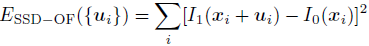 E_{SSD-OF}({u_i}) = \sum_i [I_1(x_i + u_i) - I_0(x_i)]^2